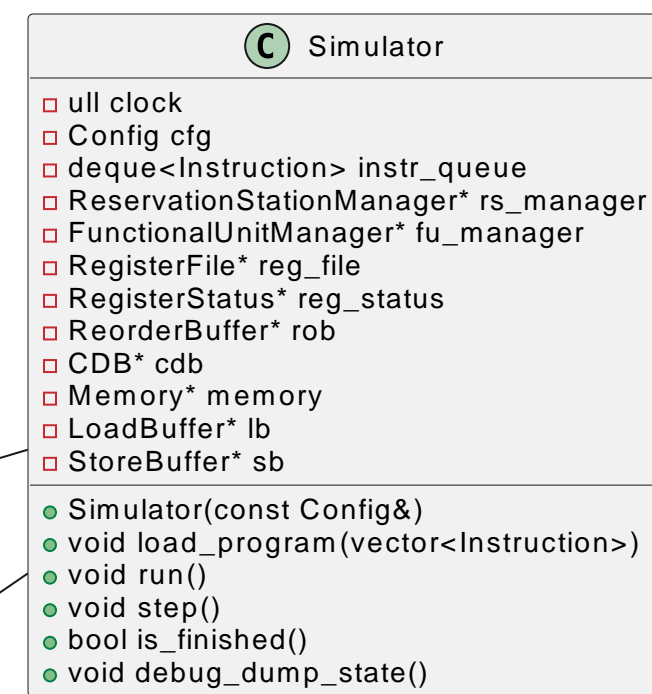 C Simulator
ull clock
Config cfg
deque<Instruction> instr_queue
ReservationStationManager* rs_manager
FunctionalUnitManager* fu_manager
RegisterFile* reg_file
RegisterStatus* reg_status
ReorderBuffer* rob
CDB* cdb
Memory* memory
LoadBuffer* lb
StoreBuffer* sb
Simulator(const Config&)
void load_program(vector<Instruction>)
void run()
void step()
bool is_finished()
void debug_dump_state()